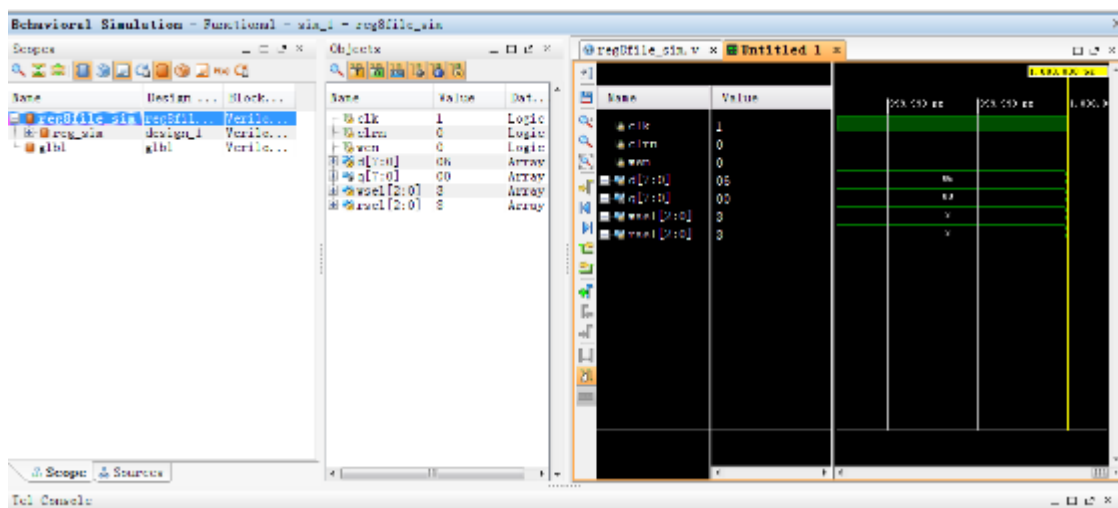 Behavioral Simulation - Functional - sim_1 - reg8file_sim
Scopes
Name Design ... Block...
reg8file_sim reg8fil... Verilo...
reg_sim design_1 Verilo...
glbl glbl Verilo...
Scope Sources
Objects
Name Value Dat..
clk 1 Logic
clrn 0 Logic
wen 0 Logic
d[7:0] 06 Array
q[7:0] 00 Array
wsel[2:0] 3 Array
rsel[2:0] 3 Array
reg8file_sim.v Untitled 1
Name Value
clk 1
clrn 0
wen 0
d[7:0] 06
q[7:0] 00
wsel[2:0] 3
rsel[2:0] 3
Tcl Console